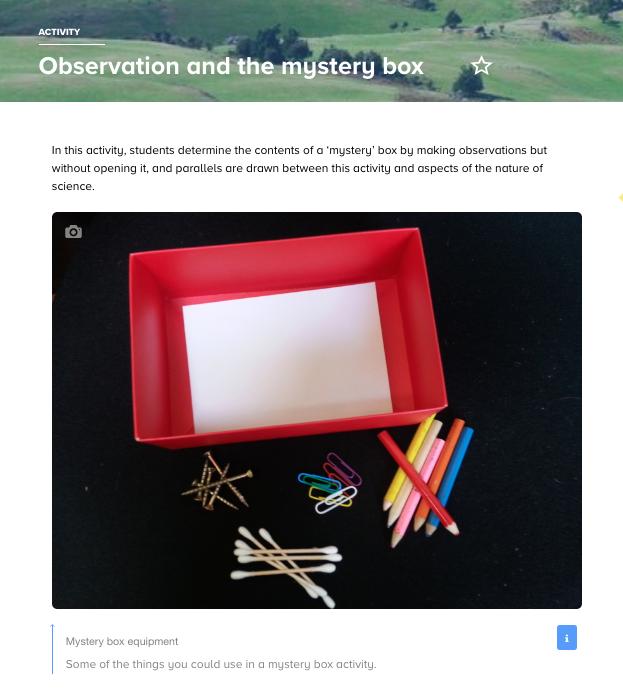 ACTIVITY
Observation and the mystery box
In this activity, students determine the contents of a ‘mystery’ box by making observations but
without opening it, and parallels are drawn between this activity and aspects of the nature of
science.
Mystery box equipment
i
Some of the things you could use in a mystery box activity.